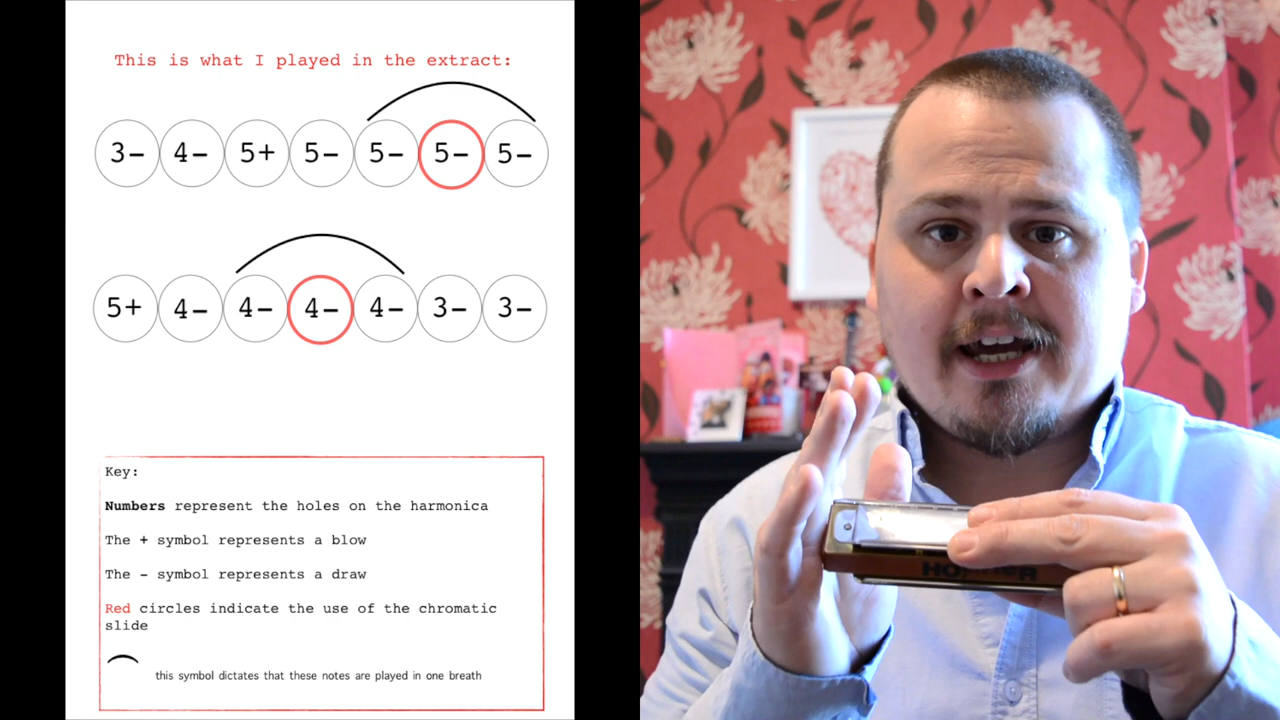 This is what I played in the extract:
3- 4- 5+ 5- 5- 5- 5-
5+ 4- 4- 4- 4- 3- 3-
Key:
Numbers represent the holes on the harmonica
The + symbol represents a blow
The - symbol represents a draw
Red circles indicate the use of the chromatic
slide
this symbol dictates that these notes are played in one breath